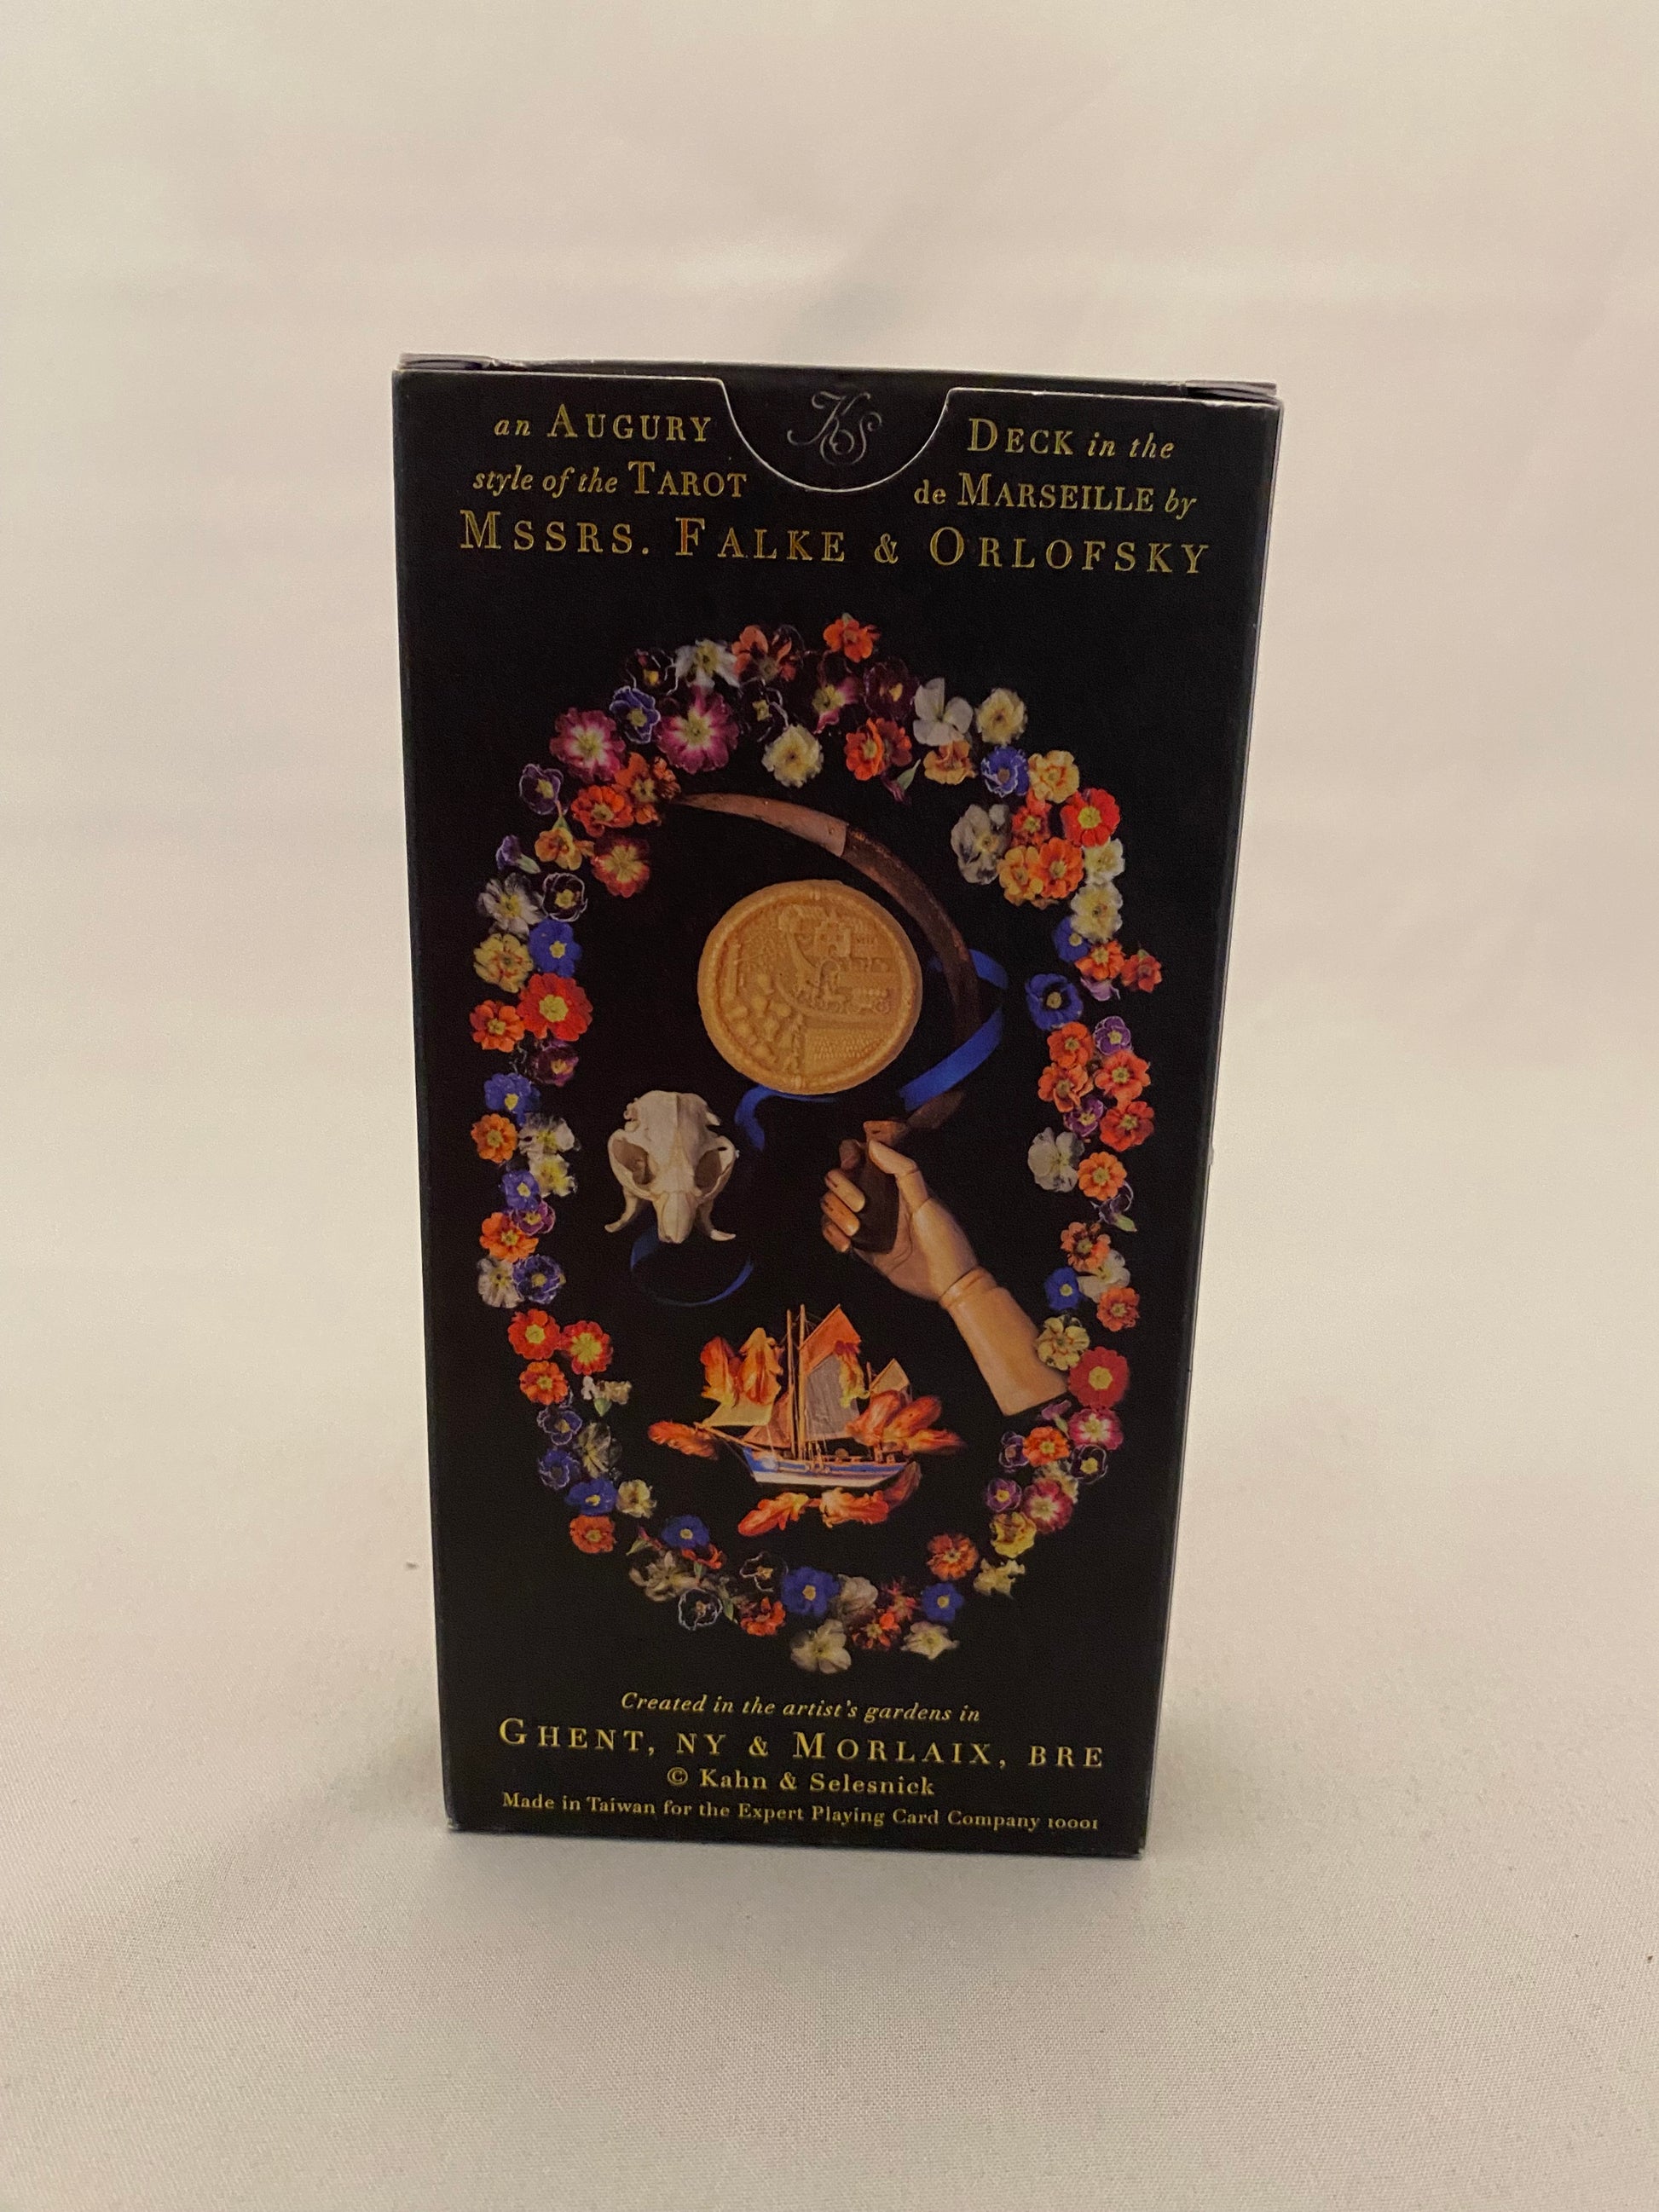 KS
an AUGURY DECK in the
style of the TAROT de MARSEILLE by
MSSRS. FALKE & ORLOFSKY
Created in the artist's gardens in
GHENT, NY & MORLAIX, BRE
© Kahn & Selesnick
Made in Taiwan for the Expert Playing Card Company 10001